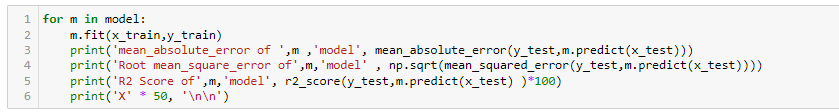 1 for m in model:
2 m.fit(x_train,y_train)
3 print('mean_absolute_error of ',m ,'model', mean_absolute_error(y_test,m.predict(x_test)))
4 print('Root mean_square_error of',m,'model' , np.sqrt(mean_squared_error(y_test,m.predict(x_test))))
5 print('R2 Score of',m,'model', r2_score(y_test,m.predict(x_test) )*100)
6 print('X' * 50, '\n\n')